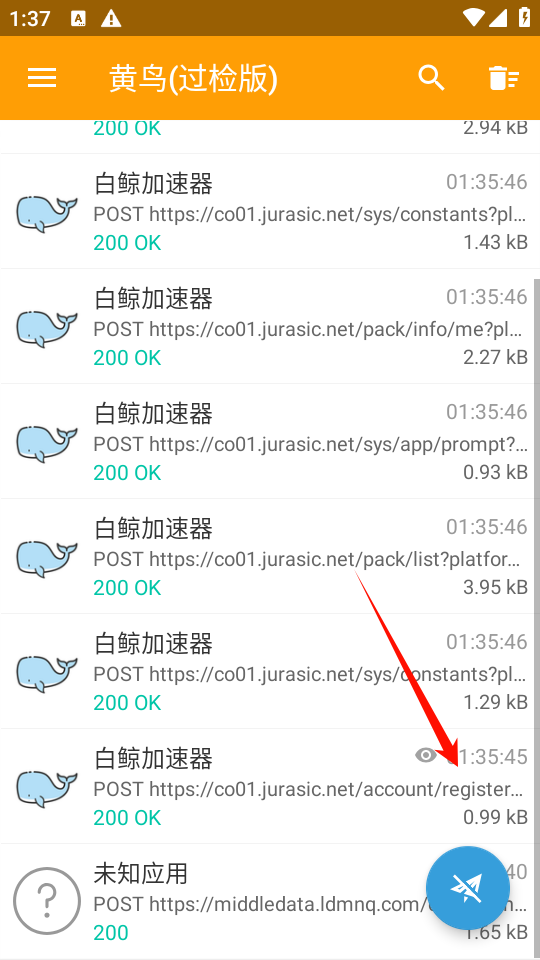 1:37
A
黄鸟(过检版)
200 OK
2.94 kB
白鲸加速器
01:35:46
POST https://co01.jurasic.net/sys/constants?pl...
200 OK
1.43 kB
白鲸加速器
01:35:46
POST https://co01.jurasic.net/pack/info/me?pl...
200 OK
2.27 kB
白鲸加速器
01:35:46
POST https://co01.jurasic.net/sys/app/prompt?...
200 OK
0.93 kB
白鲸加速器
01:35:46
POST https://co01.jurasic.net/pack/list?platfor...
200 OK
3.95 kB
白鲸加速器
01:35:46
POST https://co01.jurasic.net/sys/constants?pl...
200 OK
1.29 kB
白鲸加速器
01:35:45
POST https://co01.jurasic.net/account/register...
200 OK
0.99 kB
?
未知应用
40
POST https://middledata.ldmnq.com/
200
1.65 kB